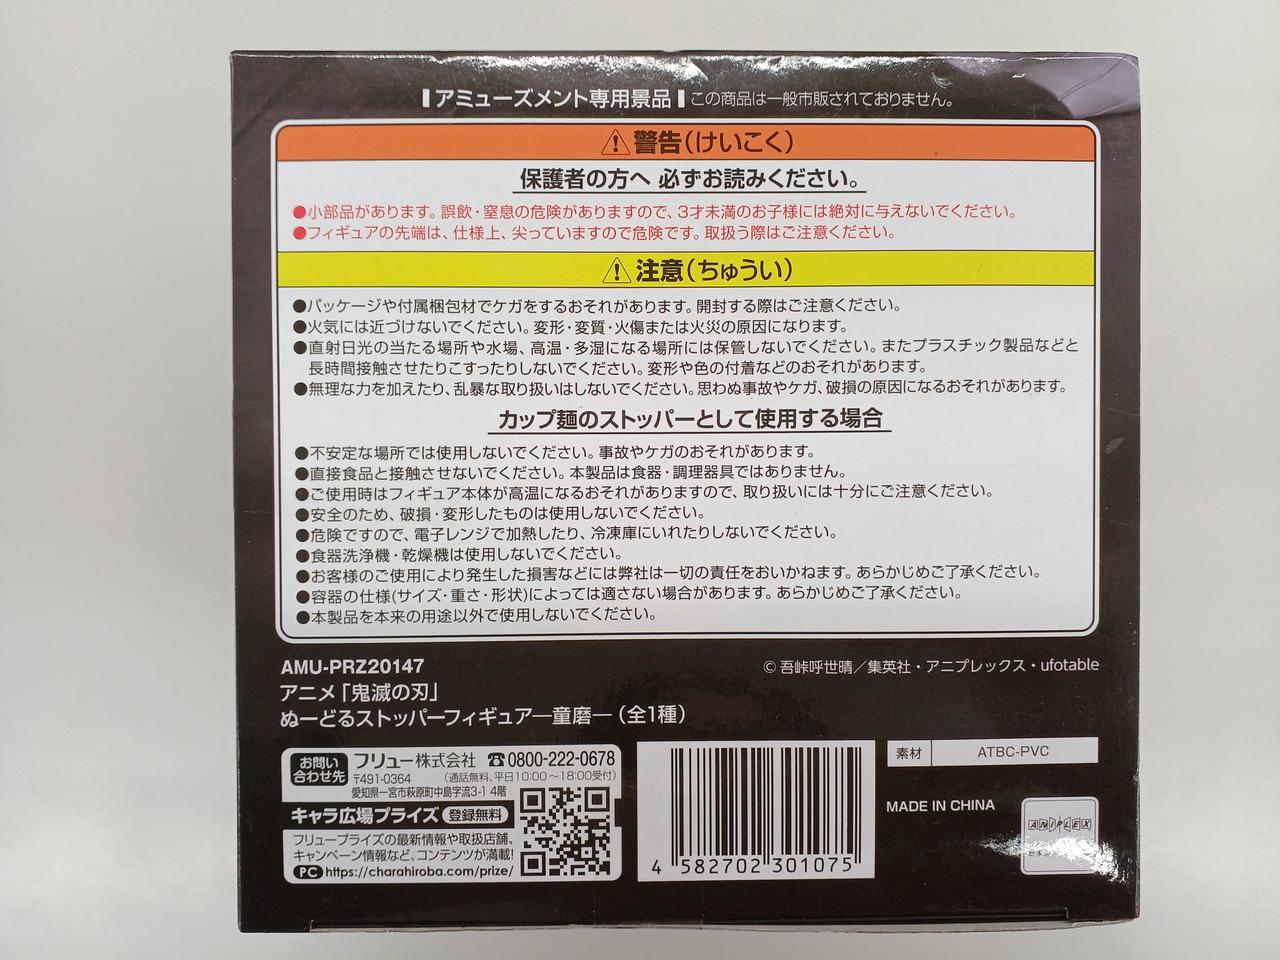 アミューズメント専用景品 この商品は一般市販されておりません。
警告(けいこく)
保護者の方へ 必ずお読みください。
●小部品があります。誤飲・窒息の危険がありますので、3才未満のお子様には絶対に与えないでください。
●フィギュアの先端は、仕様上、尖っていますので危険です。取扱う際はご注意ください。
注意(ちゅうい)
●パッケージや付属梱包材でケガをするおそれがあります。開封する際はご注意ください。
●火気には近づけないでください。変形・変質・火傷または火災の原因になります。
●直射日光の当たる場所や水場、高温・多湿になる場所には保管しないでください。またプラスチック製品などと
長時間接触させたりこすったりしないでください。変形や色の付着などのおそれがあります。
●無理な力を加えたり、乱暴な取り扱いはしないでください。思わぬ事故やケガ、破損の原因になるおそれがあります。
カップ麺のストッパーとして使用する場合
●不安定な場所では使用しないでください。事故やケガのおそれがあります。
●直接食品と接触させないでください。本製品は食器・調理器具ではありません。
●ご使用時はフィギュア本体が高温になるおそれがありますので、取り扱いには十分にご注意ください。
●安全のため、破損・変形したものは使用しないでください。
●危険ですので、電子レンジで加熱したり、冷凍庫にいれたりしないでください。
●食器洗浄機・乾燥機は使用しないでください。
●お客様のご使用により発生した損害などには弊社は一切の責任をおいかねます。あらかじめご了承ください。
●容器の仕様(サイズ・重さ・形状)によっては適さない場合があります。あらかじめご了承ください。
●本製品を本来の用途以外で使用しないでください。
AMU-PRZ20147
© 吾峠呼世晴／集英社・アニプレックス・ufotable
アニメ「鬼滅の刃」
ぬーどるストッパーフィギュア―童磨―(全1種)
お問い合わせ先 フリュー株式会社 ☎0800-222-0678
〒491-0364 (通話無料、平日10:00～18:00受付)
愛知県一宮市萩原町中島字流3-1 4階
キャラ広場プライズ 登録無料
フリュープライズの最新情報や取扱店舗、
キャンペーン情報など、コンテンツが満載!
PC https://charahiroba.com/prize/
4 582702 301075
素材 ATBC-PVC
MADE IN CHINA
ANIPLEX